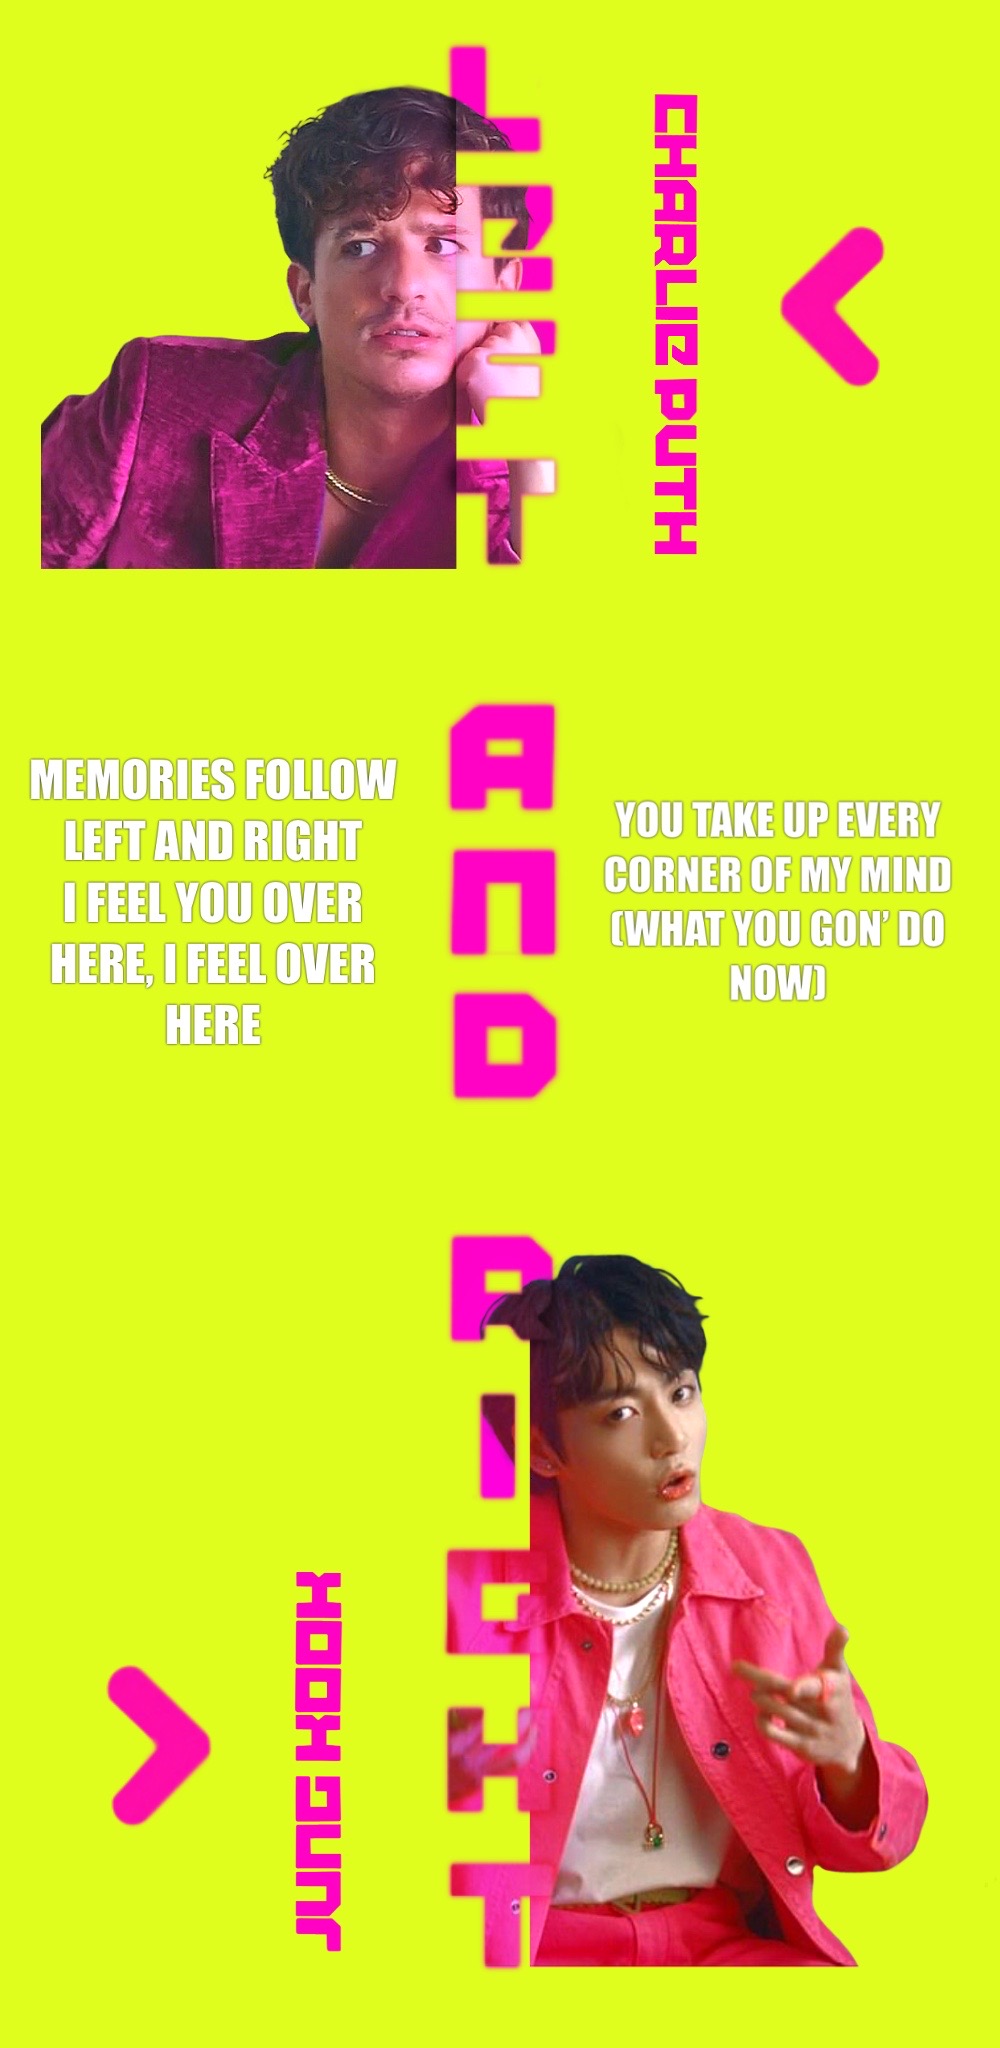 LEFT
CHARLIE PUTH
AND
MEMORIES FOLLOW
LEFT AND RIGHT
I FEEL YOU OVER
HERE, I FEEL OVER
HERE
YOU TAKE UP EVERY
CORNER OF MY MIND
(WHAT YOU GON’ DO
NOW)
RIGHT
JUNG KOOK